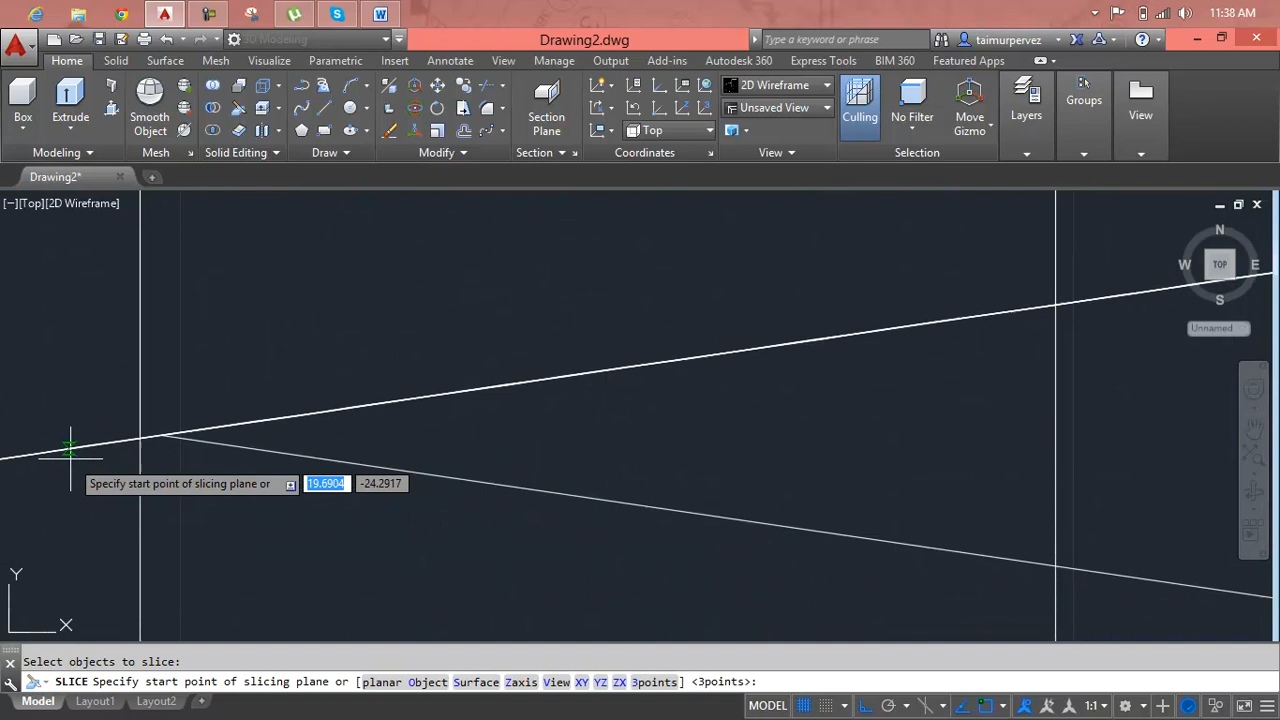 11:38 AM
3D Modeling
Drawing2.dwg
Type a keyword or phrase
taimurpervez
Home Solid Surface Mesh Visualize Parametric Insert Annotate View Manage Output Add-ins Autodesk 360 Express Tools BIM 360 Featured Apps
Box
Extrude
Smooth Object
Section Plane
Top
2D Wireframe
Unsaved View
Culling
No Filter
Move Gizmo
Layers
Groups
View
Modeling Mesh Solid Editing Draw Modify Section Coordinates View Selection
Drawing2*
[−][Top][2D Wireframe]
N
W TOP E
S
Unnamed
Specify start point of slicing plane or 19.6904 -24.2917
Y
X
Select objects to slice:
SLICE Specify start point of slicing plane or [planar Object Surface Zaxis View XY YZ ZX 3points] <3points>:
Model Layout1 Layout2 +
MODEL 1:1